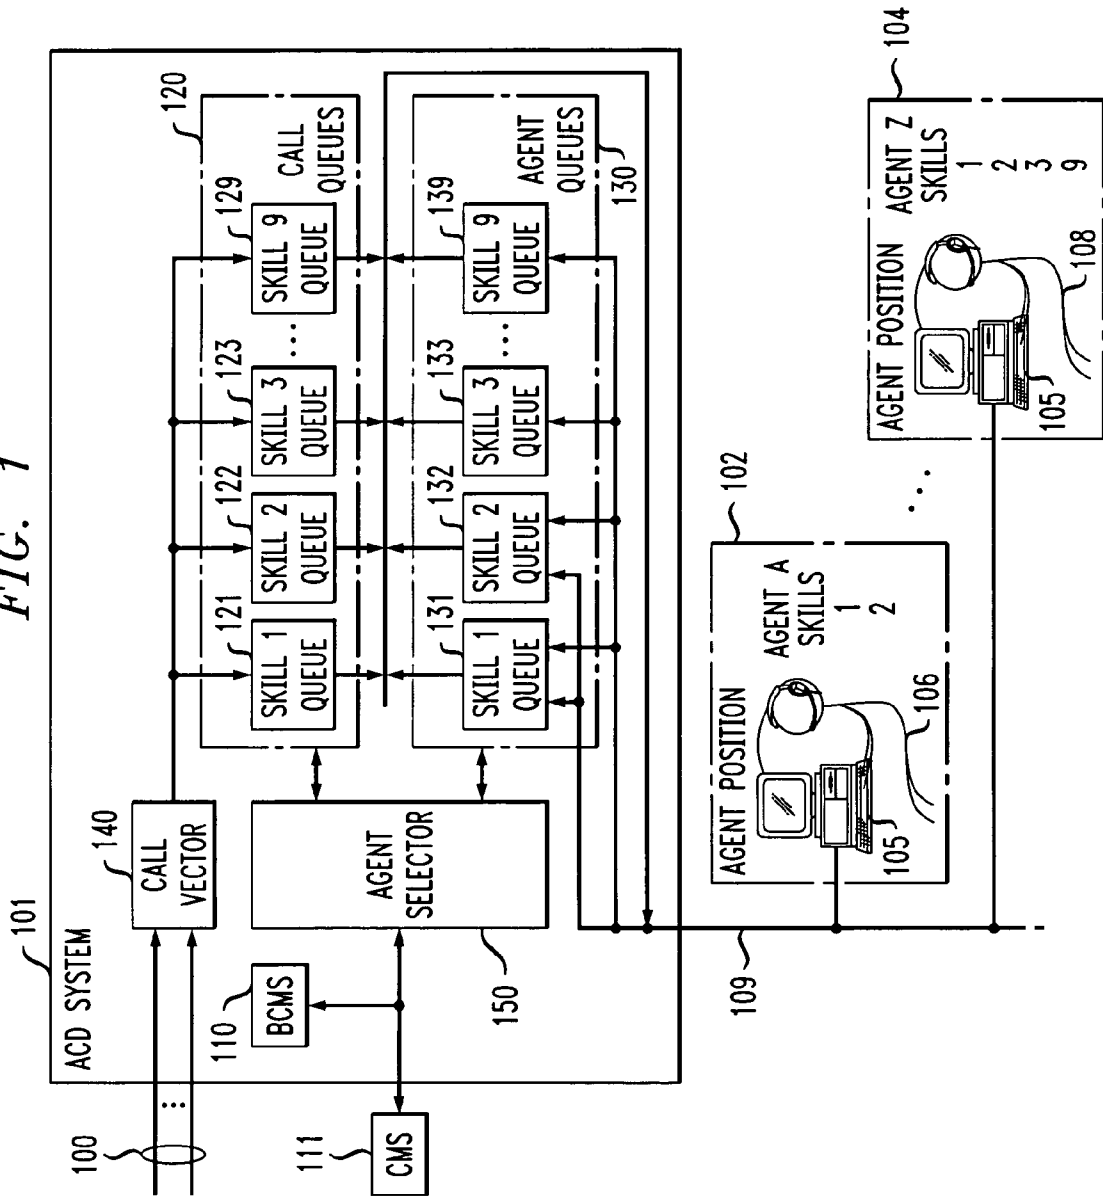 FIG. 1
101
ACD SYSTEM
100
140
CALL
VECTOR
120
CALL
QUEUES
121
SKILL 1
QUEUE
122
SKILL 2
QUEUE
123
SKILL 3
QUEUE
...
129
SKILL 9
QUEUE
110
BCMS
111
CMS
AGENT
SELECTOR
150
AGENT
QUEUES
130
131
SKILL 1
QUEUE
132
SKILL 2
QUEUE
133
SKILL 3
QUEUE
...
139
SKILL 9
QUEUE
109
102
AGENT POSITION
AGENT A
SKILLS
1
2
105
106
...
104
AGENT POSITION
AGENT Z
SKILLS
1
2
3
9
105
108